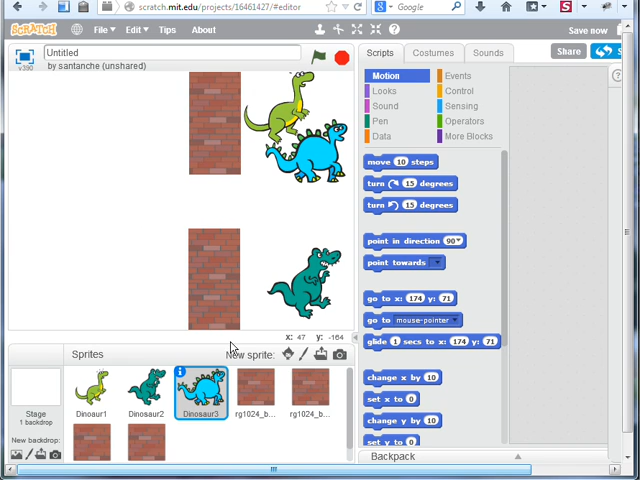 scratch.mit.edu/projects/16461427/#editor
Google
S
SCRATCH
File
Edit
Tips
About
Save now
v390
Untitled
by santanche (unshared)
Scripts
Costumes
Sounds
Share
S
?
Motion
Events
Looks
Control
Sound
Sensing
Pen
Operators
Data
More Blocks
move 10 steps
turn 15 degrees
turn 15 degrees
point in direction 90
point towards
go to x: 174 y: 71
go to mouse-pointer
glide 1 secs to x: 174 y: 71
change x by 10
set x to 0
change y by 10
set y to 0
Backpack
x: 47 y: -164
Sprites
New sprite:
Stage
1 backdrop
New backdrop:
i
Dinosaur1
Dinosaur2
Dinosaur3
rg1024_b...
rg1024_b...